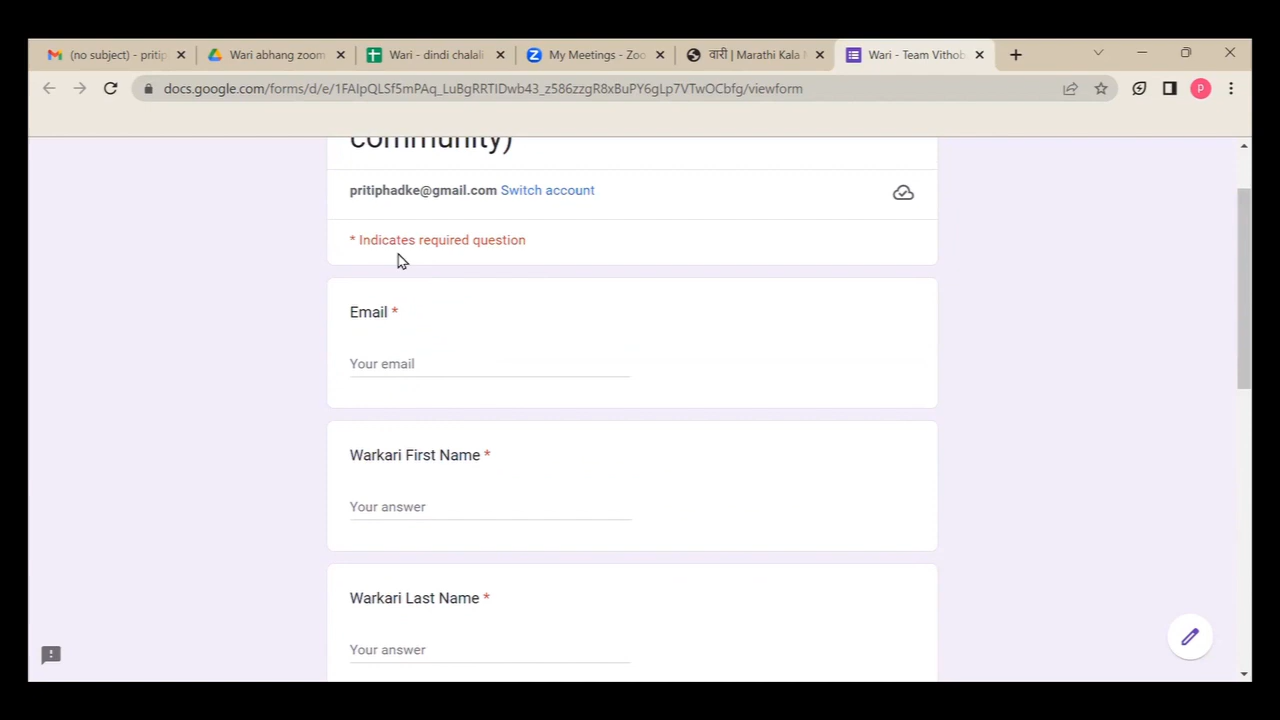 (no subject) - pritip
Wari abhang zoom
Wari - dindi chalali
My Meetings - Zoo
वारी | Marathi Kala
Wari - Team Vithob
docs.google.com/forms/d/e/1FAIpQLSf5mPAq_LuBgRRTlDwb43_z586zzgR8xBuPY6gLp7VTwOCbfg/viewform
P
community)
pritiphadke@gmail.com Switch account
* Indicates required question
Email *
Your email
Warkari First Name *
Your answer
Warkari Last Name *
Your answer